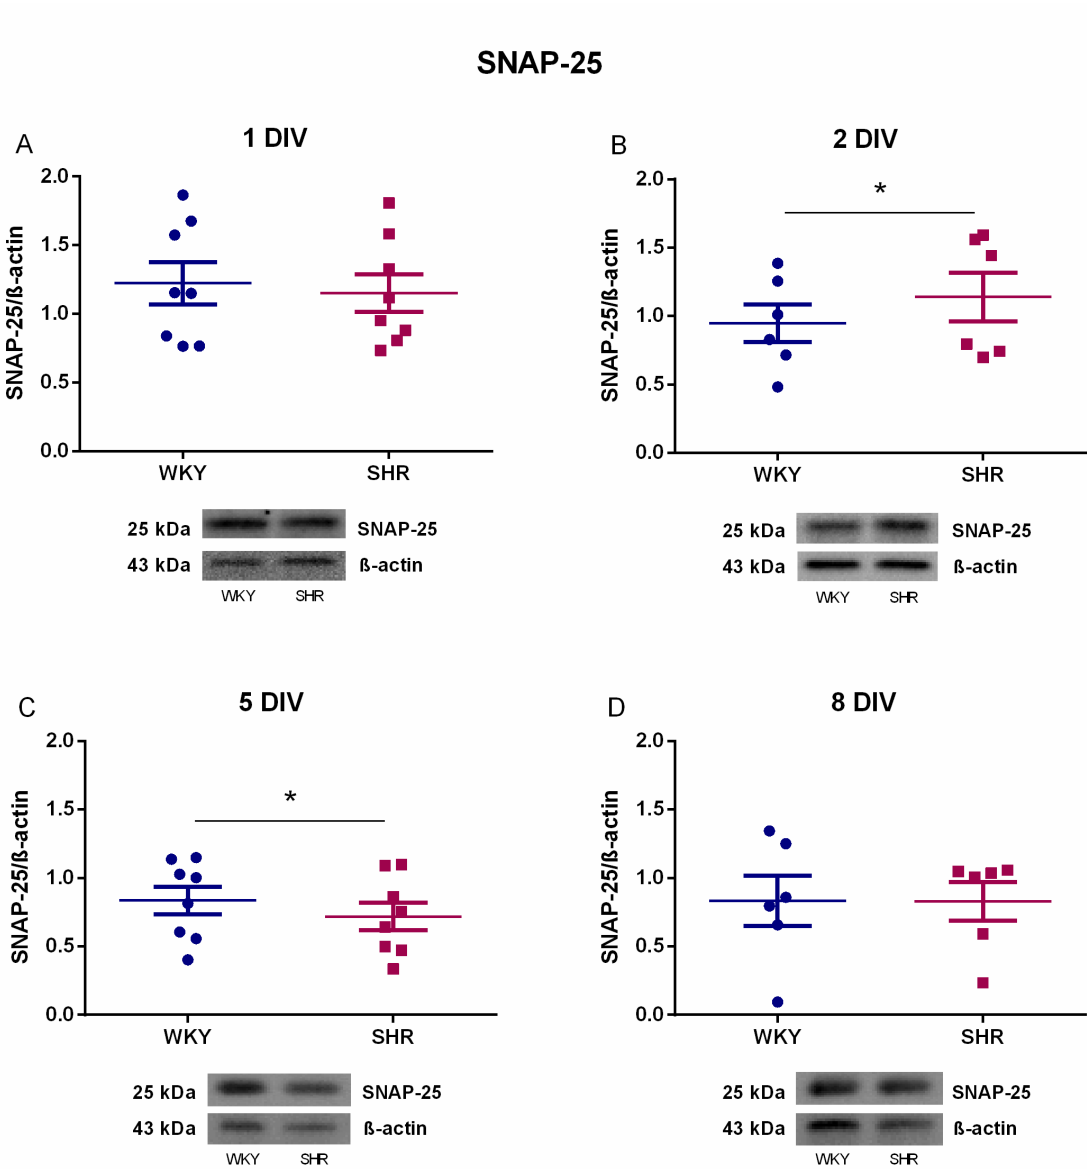 SNAP-25
A
1 DIV
2.0
1.5
1.0
0.5
0.0
SNAP-25/ß-actin
*
WKY SHR
25 kDa SNAP-25
43 kDa ß-actin
WKY SHR
B
2 DIV
*
2.0
1.5
1.0
0.5
0.0
SNAP-25/ß-actin
WKY SHR
25 kDa SNAP-25
43 kDa ß-actin
WKY SHR
C
5 DIV
2.0
*
1.5
1.0
0.5
0.0
SNAP-25/ß-actin
WKY SHR
25 kDa SNAP-25
43 kDa ß-actin
WKY SHR
D
8 DIV
2.0
1.5
1.0
0.5
0.0
SNAP-25/ß-actin
WKY SHR
25 kDa SNAP-25
43 kDa ß-actin
WKY SHR